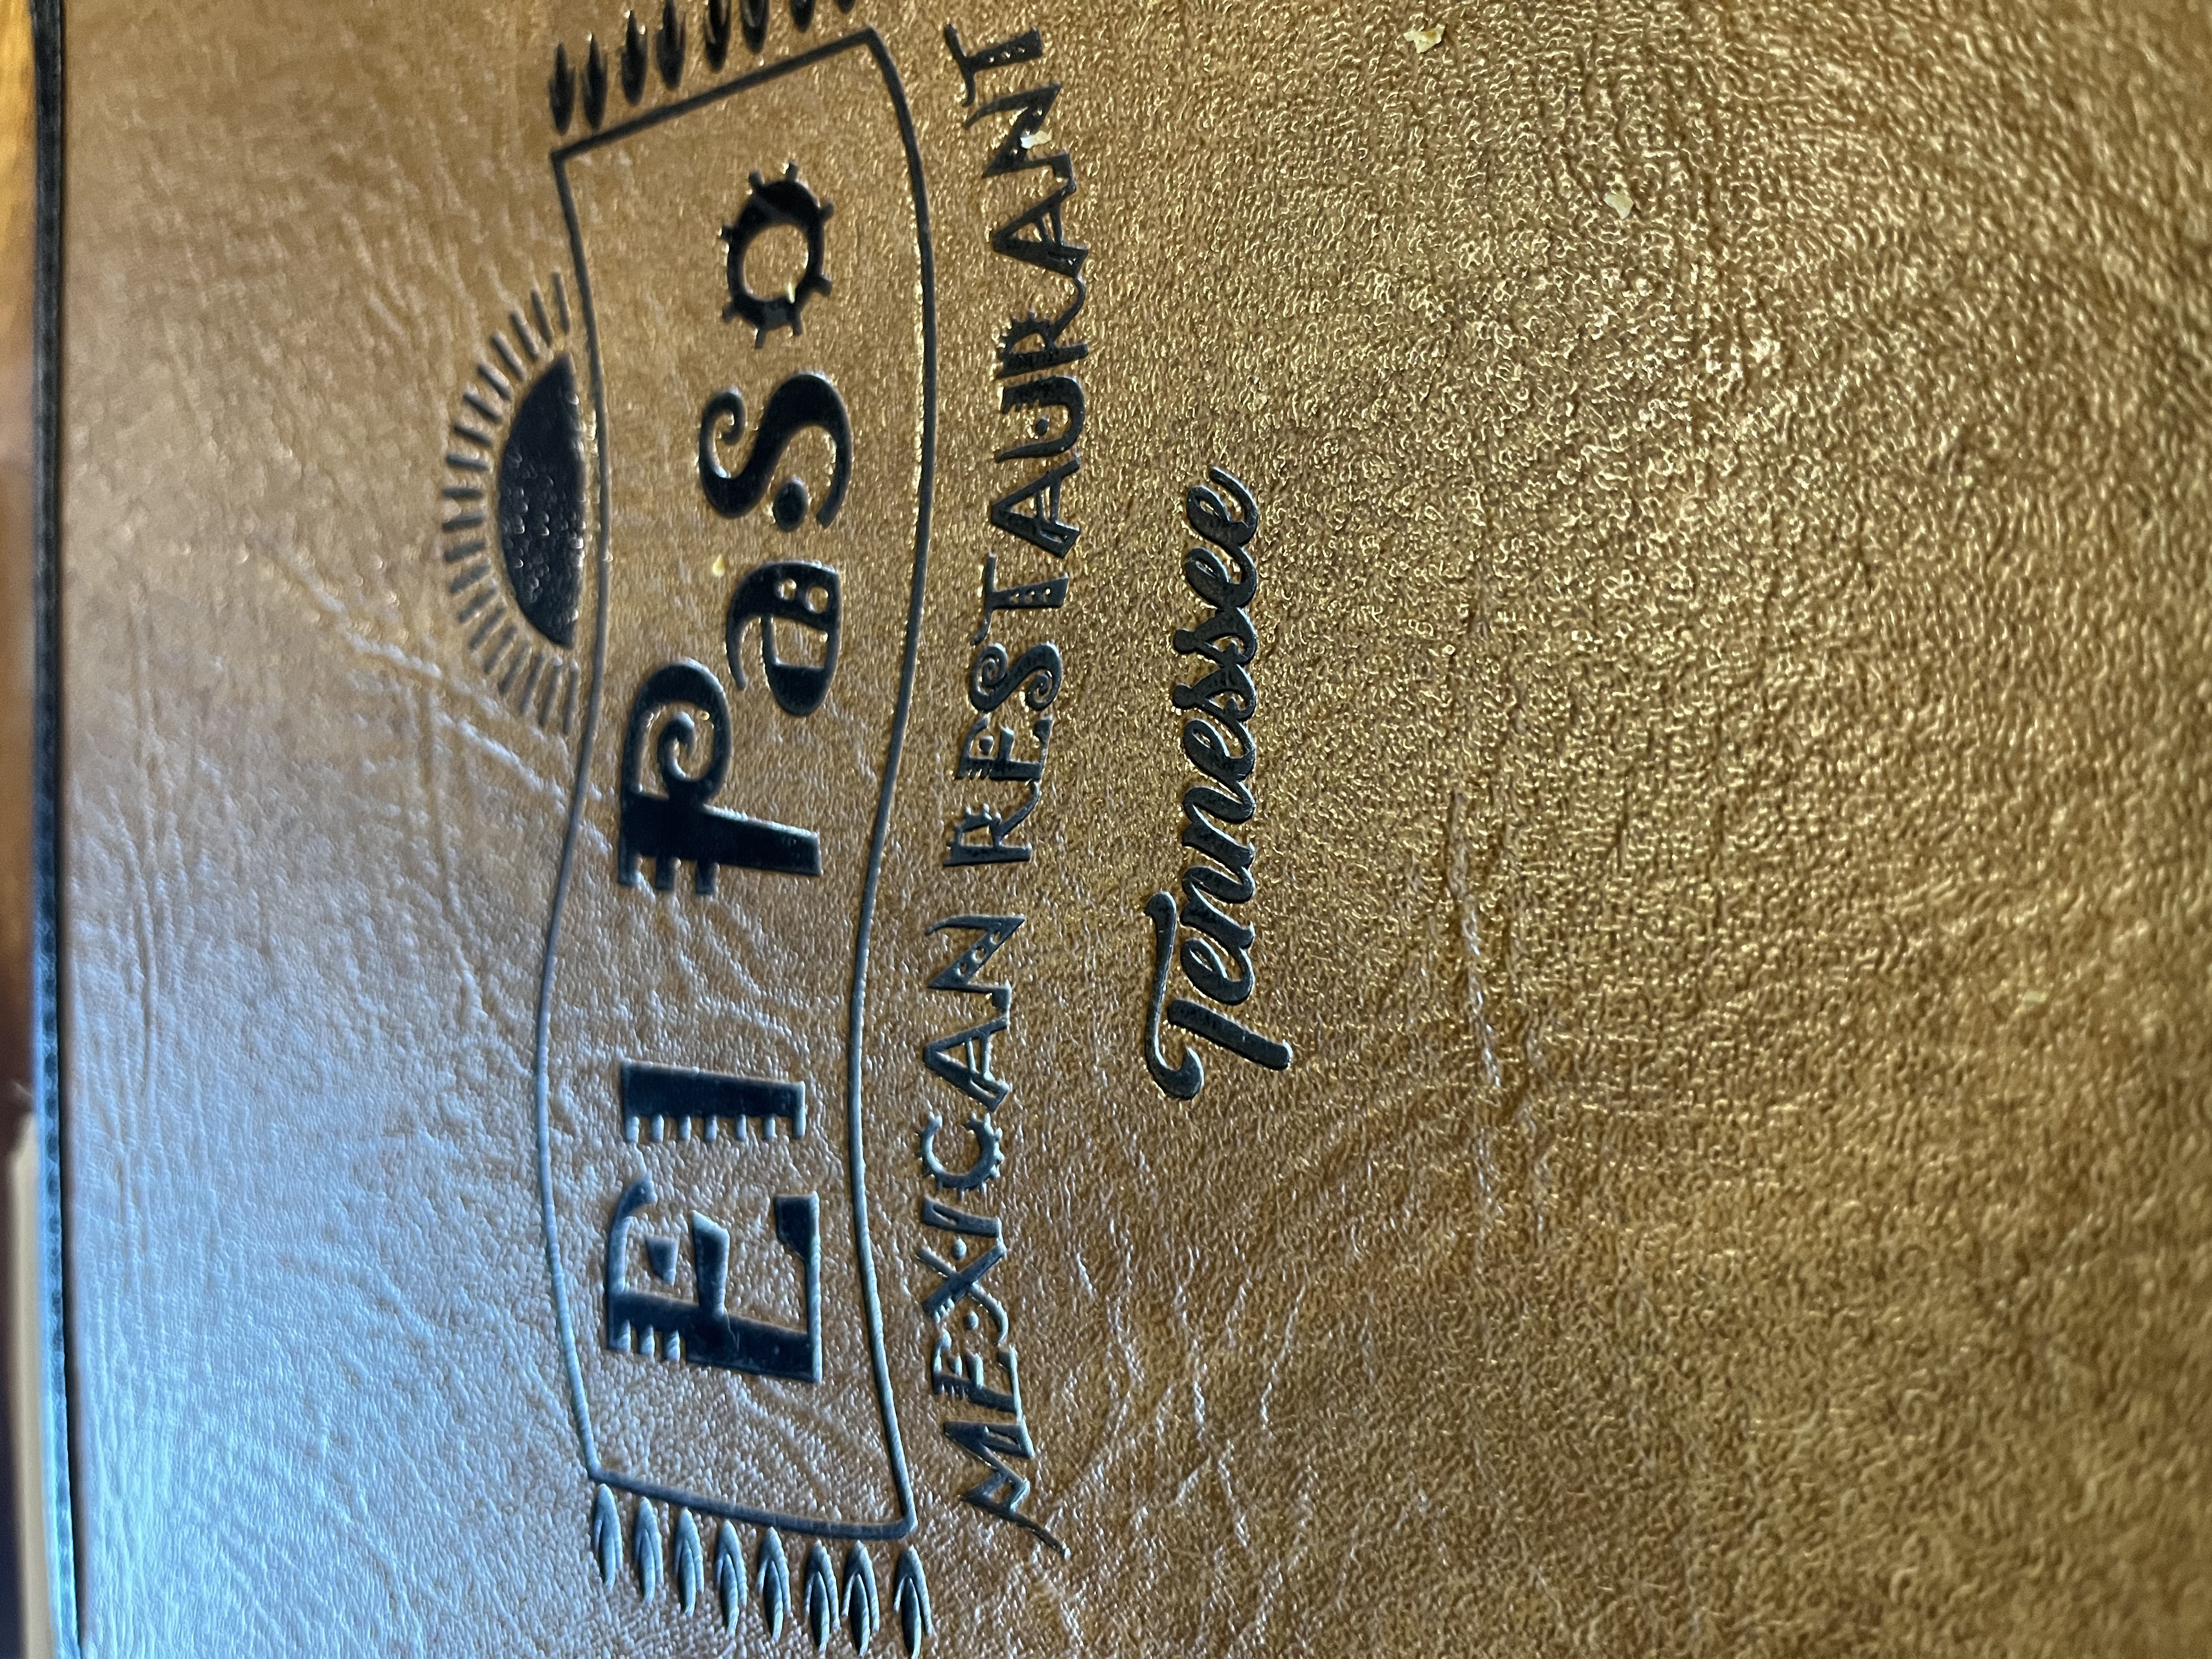 El Paso
MEXICAN RESTAURANT
Tennessee